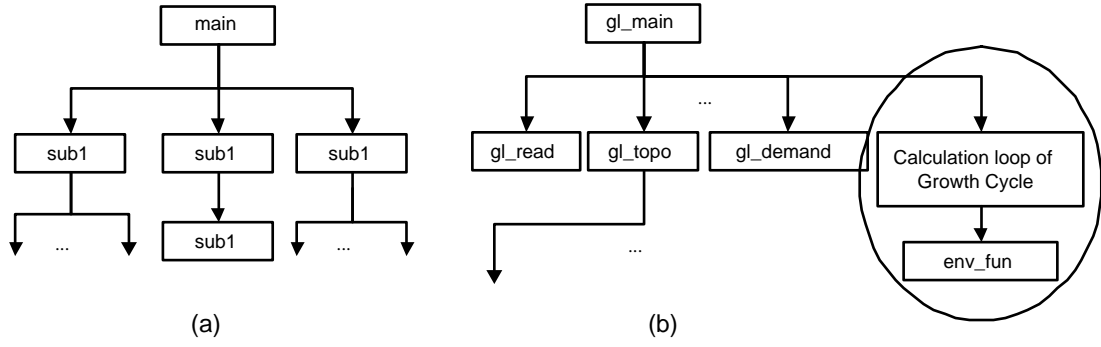 main
sub1
sub1
sub1
...
sub1
...
(a)
gl_main
...
gl_read
gl_topo
gl_demand
Calculation loop of
Growth Cycle
...
env_fun
(b)